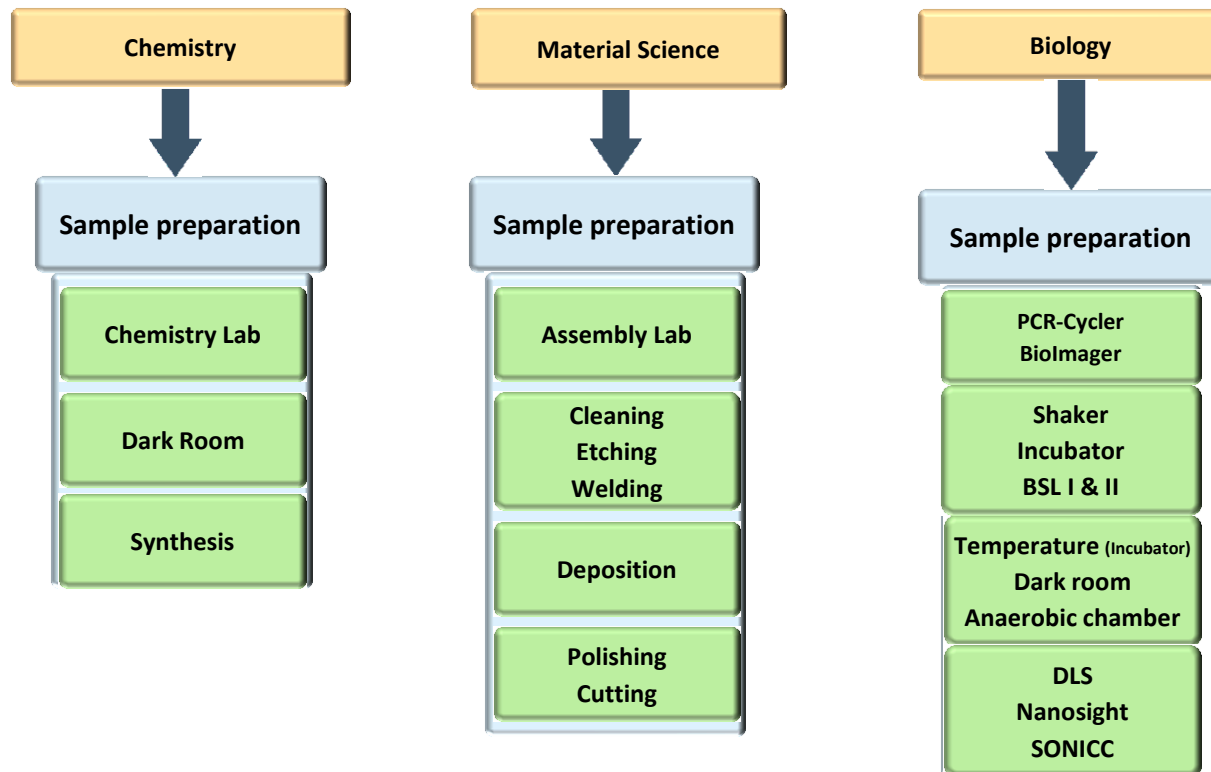 Chemistry
Sample preparation
Chemistry Lab
Dark Room
Synthesis
Material Science
Sample preparation
Assembly Lab
Cleaning
Etching
Welding
Deposition
Polishing
Cutting
Biology
Sample preparation
PCR-Cycler
BioImager
Shaker
Incubator
BSL I & II
Temperature (Incubator)
Dark room
Anaerobic chamber
DLS
Nanosight
SONICC